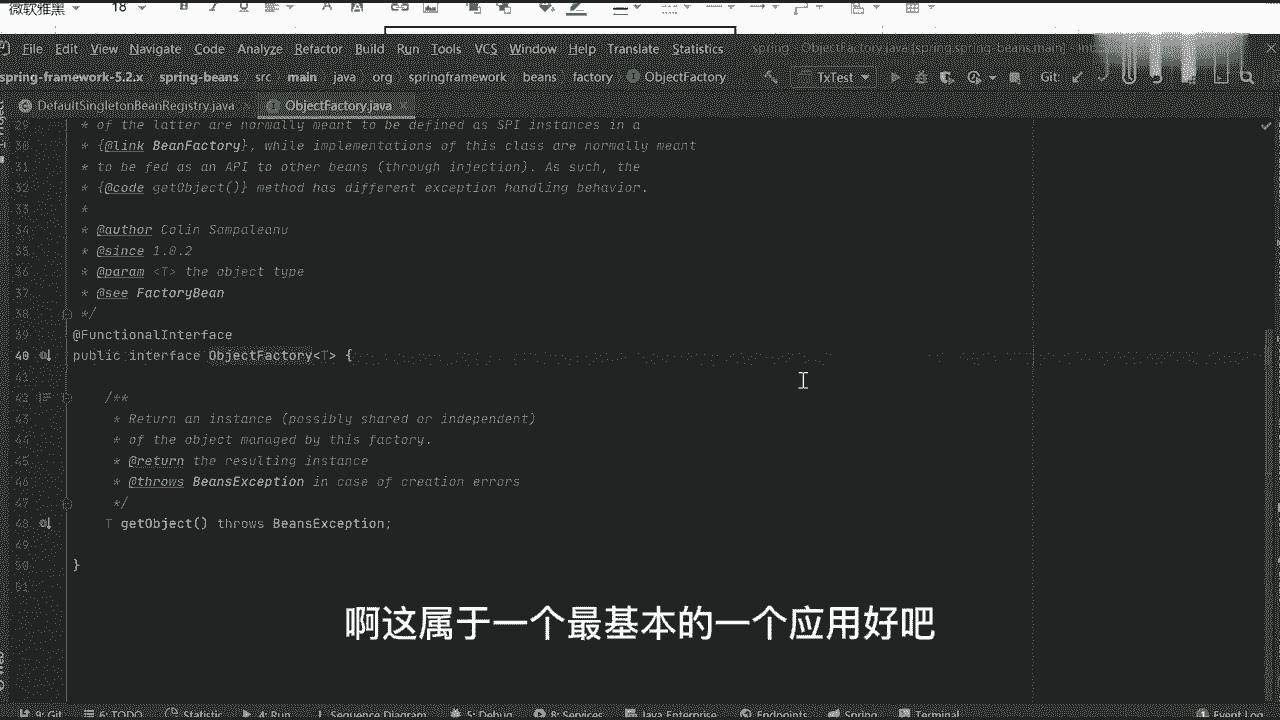 微软雅黑 18 B I U A
File Edit View Navigate Code Analyze Refactor Build Run Tools VCS Window Help Translate Statistics spring - ObjectFactory.java [spring.spring-beans.main]
spring-framework-5.2.x spring-beans src main java org springframework beans factory ObjectFactory TxTest Git:
DefaultSingletonBeanRegistry.java ObjectFactory.java
29 * of the latter are normally meant to be defined as SPI instances in a
30 * {@link BeanFactory}, while implementations of this class are normally meant
31 * to be fed as an API to other beans (through injection). As such, the
32 * {@code getObject()} method has different exception handling behavior.
33 *
34 * @author Colin Sampaleanu
35 * @since 1.0.2
36 * @param <T> the object type
37 * @see FactoryBean
38 */
39 @FunctionalInterface
40 public interface ObjectFactory<T> {
41
42 /**
43 * Return an instance (possibly shared or independent)
44 * of the object managed by this factory.
45 * @return the resulting instance
46 * @throws BeansException in case of creation errors
47 */
48 T getObject() throws BeansException;
49
50 }
51
啊这属于一个最基本的一个应用好吧
9: Git 6: TODO Statistic 4: Run Sequence Diagram 5: Debug 8: Services Java Enterprise Endpoints Spring Terminal Event Log